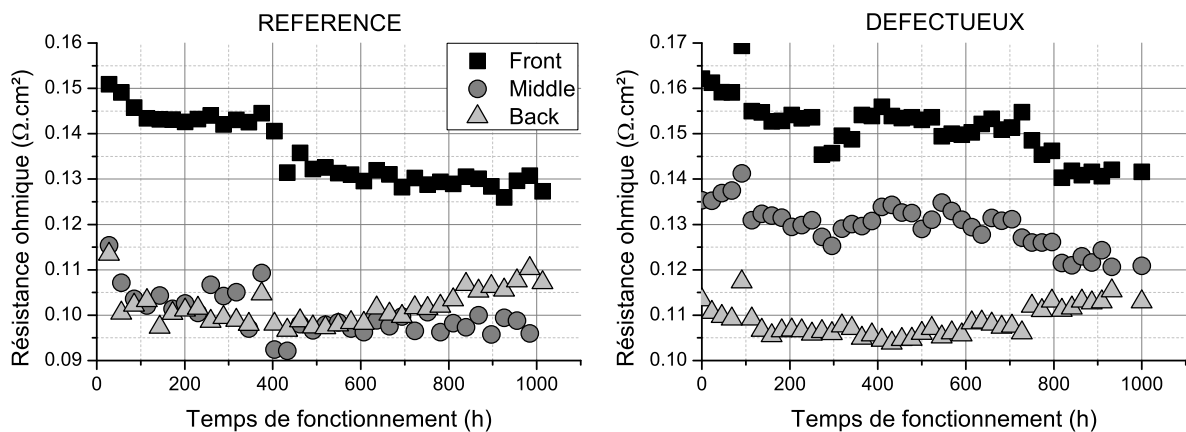 REFERENCE
Résistance ohmique (Ω.cm²)
0.16
0.15
0.14
0.13
0.12
0.11
0.10
0.09
Front
Middle
Back
0 200 400 600 800 1000
Temps de fonctionnement (h)
DEFECTUEUX
Résistance ohmique (Ω.cm²)
0.17
0.16
0.15
0.14
0.13
0.12
0.11
0.10
0 200 400 600 800 1000
Temps de fonctionnement (h)